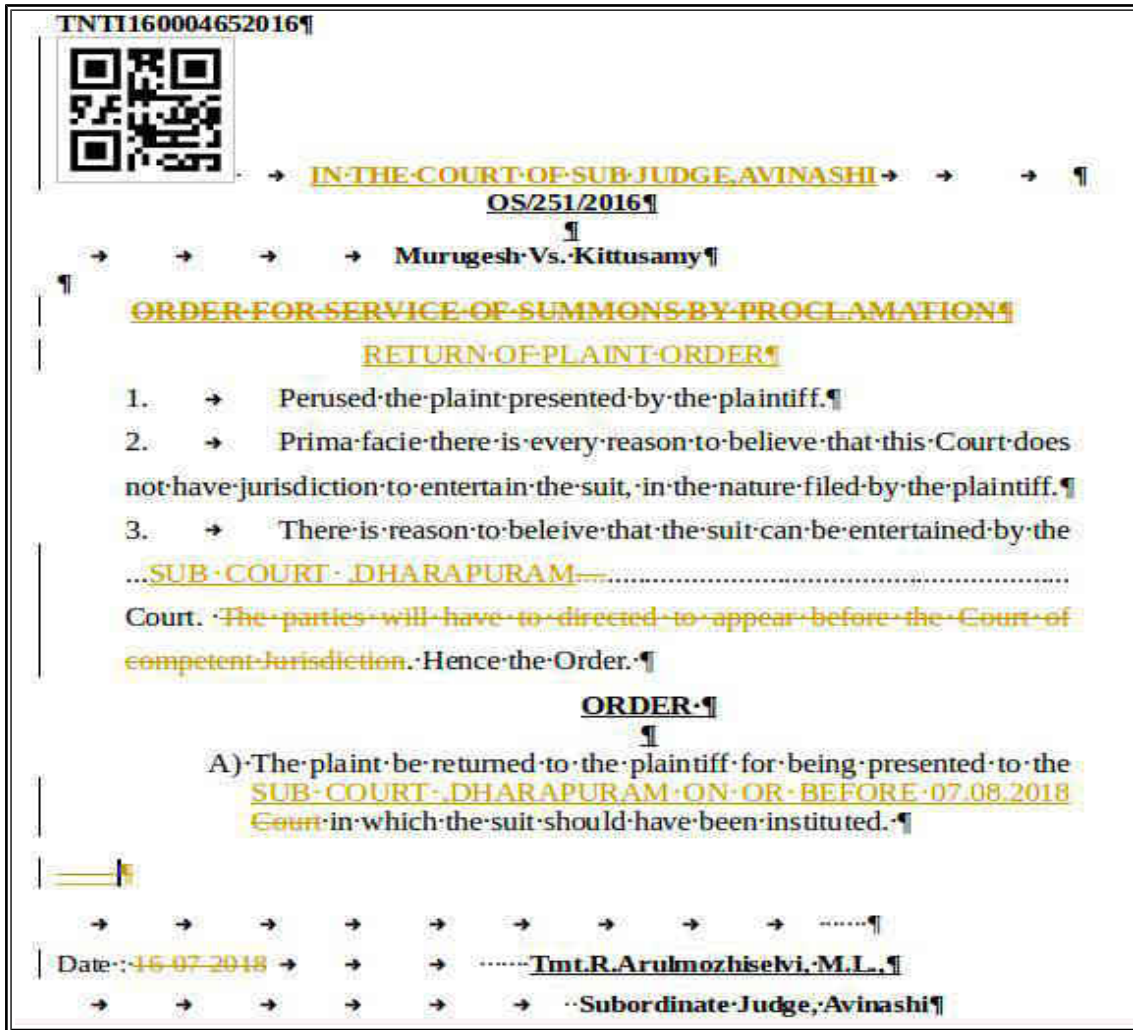 TNTI160004652016¶
→ IN·THE·COURT·OF·SUB·JUDGE,AVINASHI→ → → ¶
OS/251/2016¶
¶
→ → → → Murugesh·Vs.·Kittusamy¶
¶
ORDER·FOR·SERVICE·OF·SUMMONS·BY·PROCLAMATION¶
RETURN·OF·PLAINT·ORDER¶
1. → Perused·the·plaint·presented·by·the·plaintiff.¶
2. → Prima·facie·there·is·every·reason·to·believe·that·this·Court·does
not·have·jurisdiction·to·entertain·the·suit,·in·the·nature·filed·by·the·plaintiff.¶
3. → There·is·reason·to·beleive·that·the·suit·can·be·entertained·by·the
...SUB·COURT·,DHARAPURAM—..............................................................
Court. ·The·parties·will·have·to·directed·to·appear·before·the·Court·of
competent·Jurisdiction.·Hence·the·Order.·¶
ORDER·¶
¶
A)·The·plaint·be·returned·to·the·plaintiff·for·being·presented·to·the
SUB·COURT·,DHARAPURAM·ON·OR·BEFORE·07.08.2018
Court·in·which·the·suit·should·have·been·instituted.·¶
¶
→ → → → → → → → → ······¶
Date·:·16-07-2018 → → → ······Tmt.R.Arulmozhiselvi,·M.L.,¶
→ → → → → → ··Subordinate·Judge,·Avinashi¶